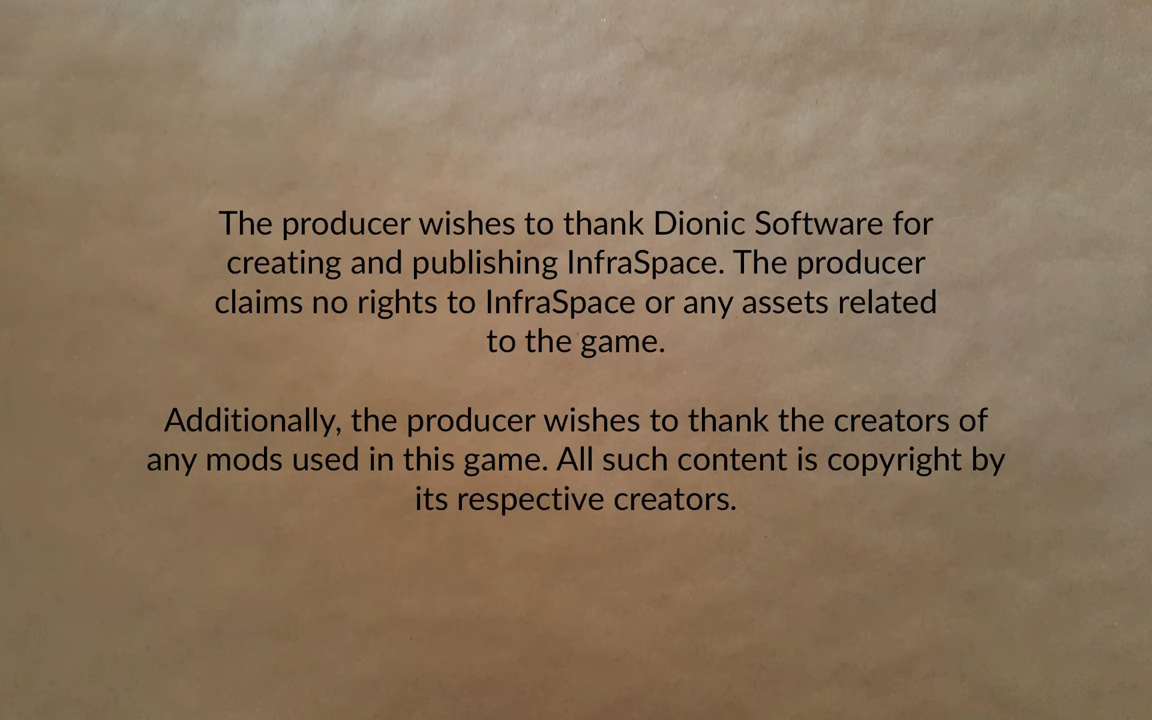 The producer wishes to thank Dionic Software for
creating and publishing InfraSpace. The producer
claims no rights to InfraSpace or any assets related
to the game.
Additionally, the producer wishes to thank the creators of
any mods used in this game. All such content is copyright by
its respective creators.